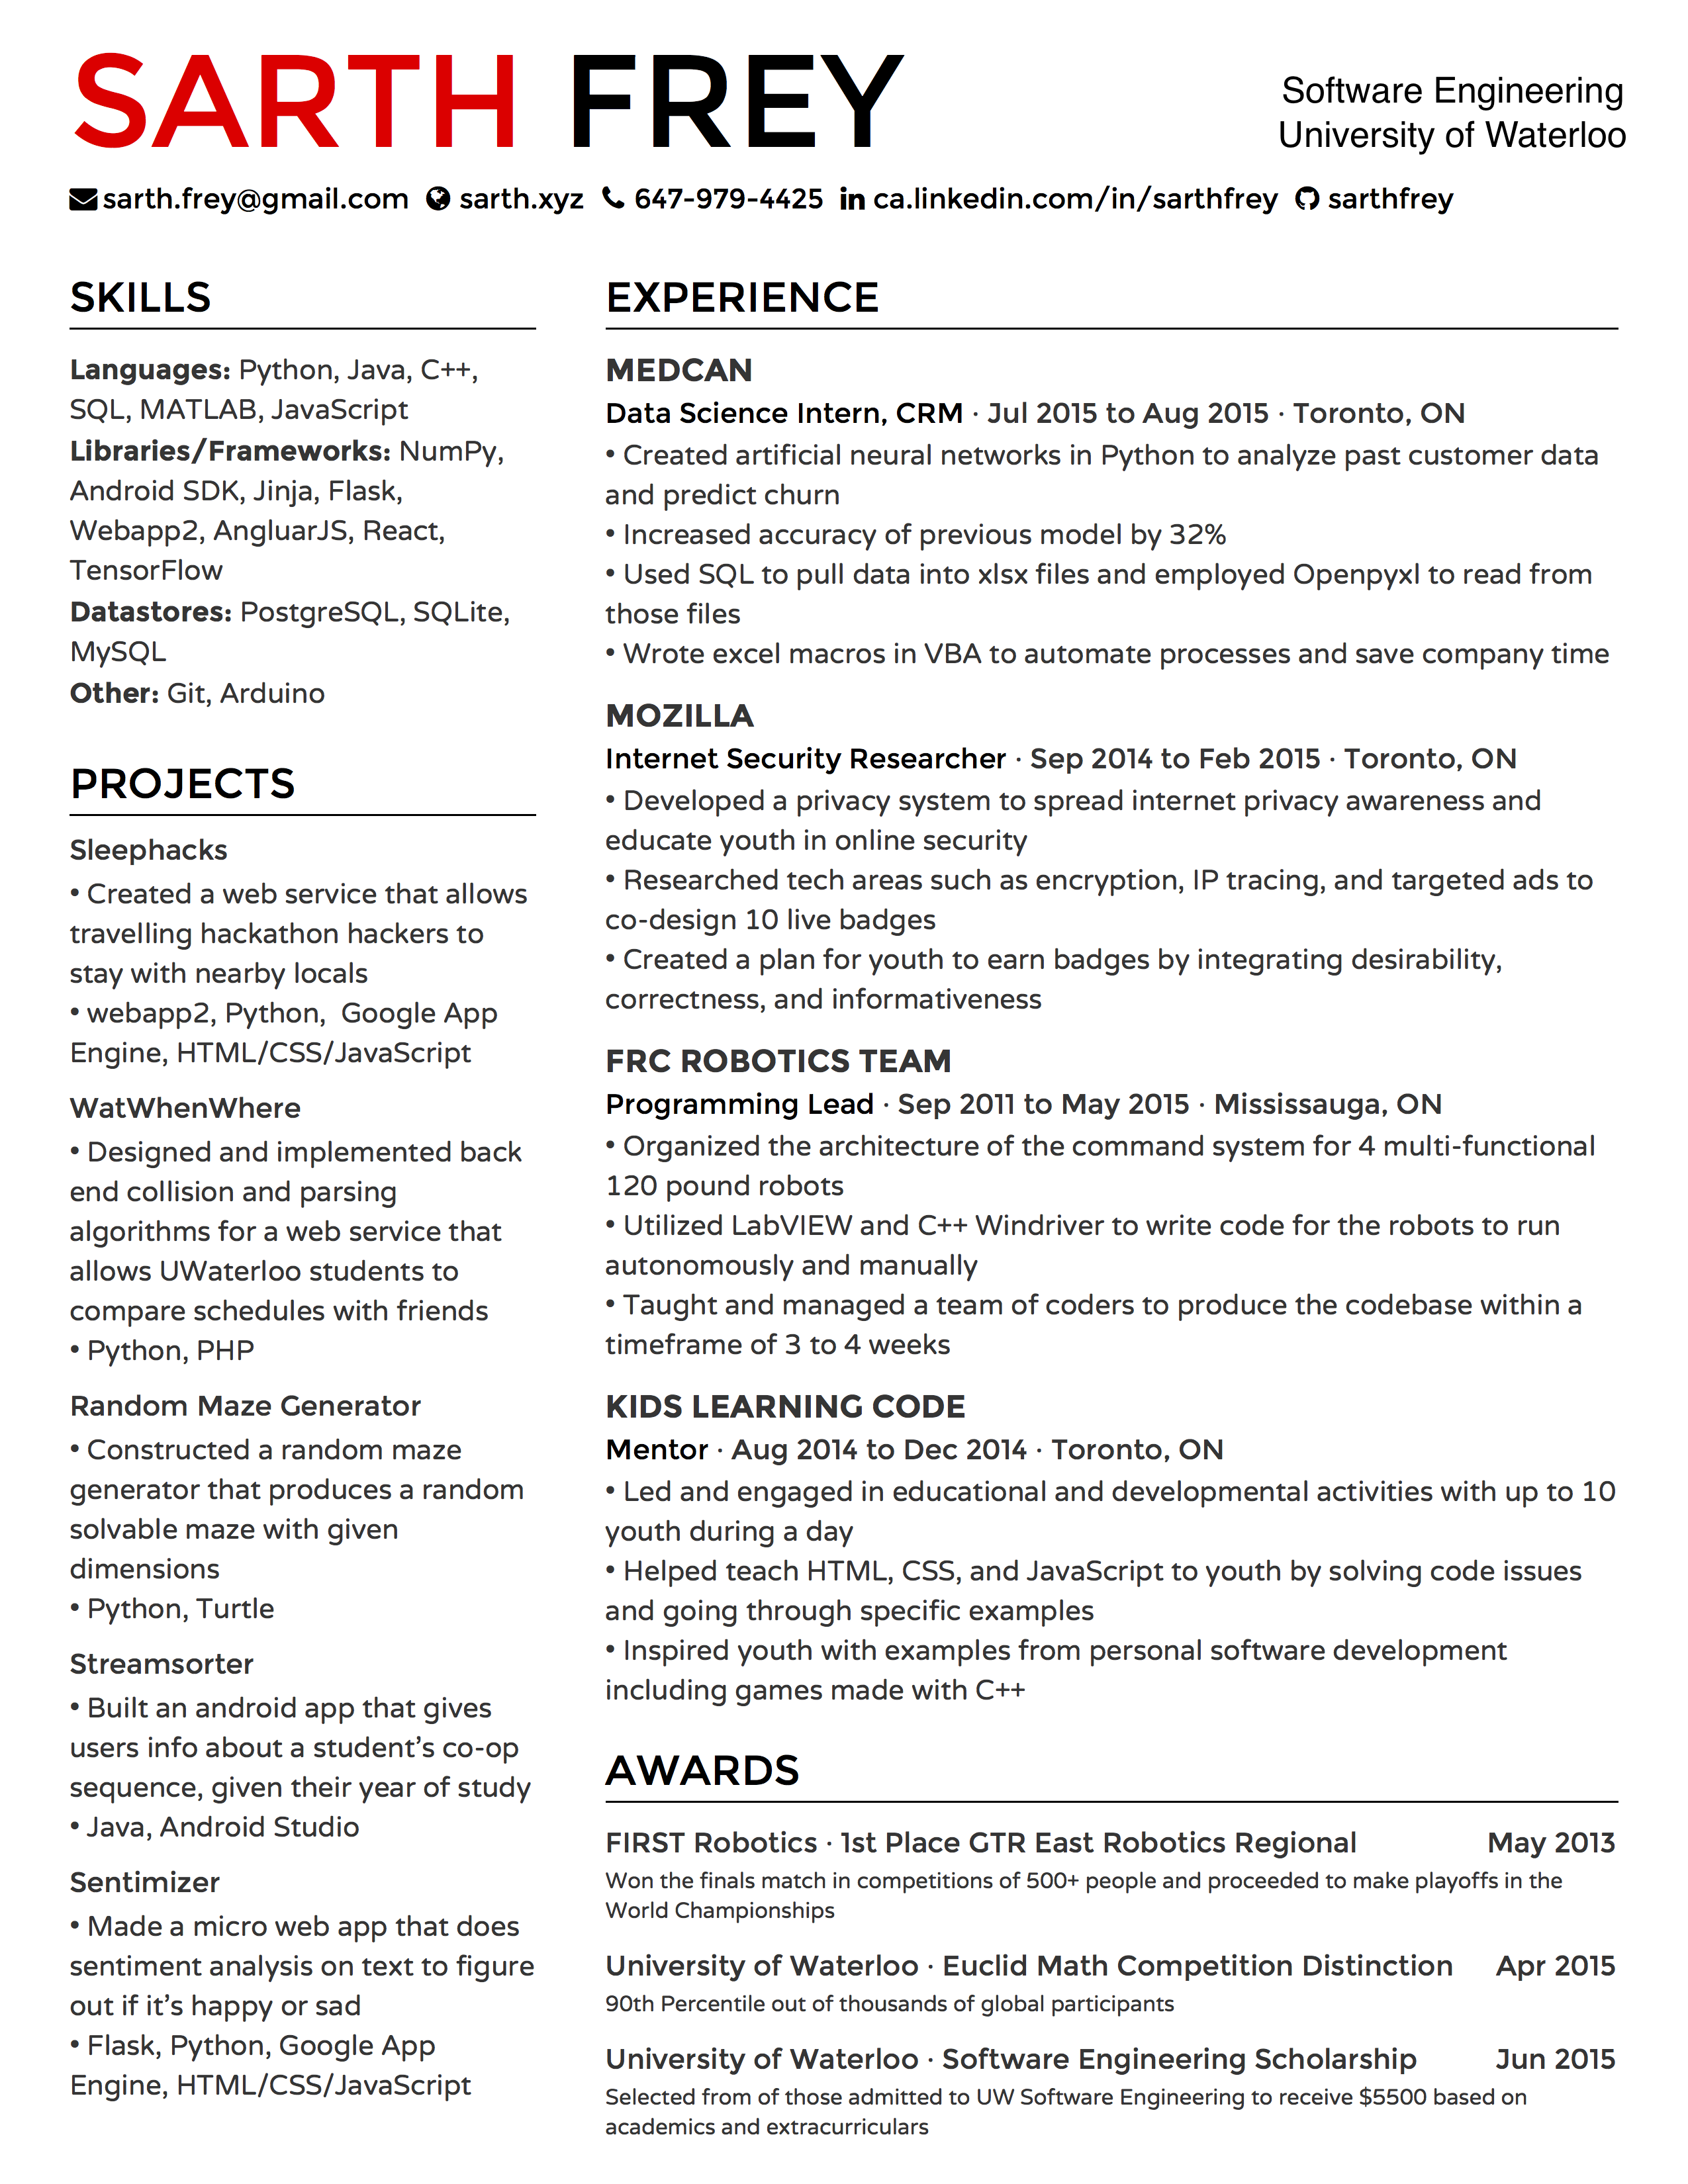 SARTH FREY
Software Engineering
University of Waterloo
sarth.frey@gmail.com sarth.xyz 647-979-4425 ca.linkedin.com/in/sarthfrey sarthfrey
SKILLS
Languages: Python, Java, C++,
SQL, MATLAB, JavaScript
Libraries/Frameworks: NumPy,
Android SDK, Jinja, Flask,
Webapp2, AngluarJS, React,
TensorFlow
Datastores: PostgreSQL, SQLite,
MySQL
Other: Git, Arduino
PROJECTS
Sleephacks
• Created a web service that allows
travelling hackathon hackers to
stay with nearby locals
• webapp2, Python,  Google App
Engine, HTML/CSS/JavaScript
WatWhenWhere
• Designed and implemented back
end collision and parsing
algorithms for a web service that
allows UWaterloo students to
compare schedules with friends
• Python, PHP
Random Maze Generator
• Constructed a random maze
generator that produces a random
solvable maze with given
dimensions
• Python, Turtle
Streamsorter
• Built an android app that gives
users info about a student’s co-op
sequence, given their year of study
• Java, Android Studio
Sentimizer
• Made a micro web app that does
sentiment analysis on text to figure
out if it’s happy or sad
• Flask, Python, Google App
Engine, HTML/CSS/JavaScript
EXPERIENCE
MEDCAN
Data Science Intern, CRM · Jul 2015 to Aug 2015 · Toronto, ON
• Created artificial neural networks in Python to analyze past customer data
and predict churn
• Increased accuracy of previous model by 32%
• Used SQL to pull data into xlsx files and employed Openpyxl to read from
those files
• Wrote excel macros in VBA to automate processes and save company time
MOZILLA
Internet Security Researcher · Sep 2014 to Feb 2015 · Toronto, ON
• Developed a privacy system to spread internet privacy awareness and
educate youth in online security
• Researched tech areas such as encryption, IP tracing, and targeted ads to
co-design 10 live badges
• Created a plan for youth to earn badges by integrating desirability,
correctness, and informativeness
FRC ROBOTICS TEAM
Programming Lead · Sep 2011 to May 2015 · Mississauga, ON
• Organized the architecture of the command system for 4 multi-functional
120 pound robots
• Utilized LabVIEW and C++ Windriver to write code for the robots to run
autonomously and manually
• Taught and managed a team of coders to produce the codebase within a
timeframe of 3 to 4 weeks
KIDS LEARNING CODE
Mentor · Aug 2014 to Dec 2014 · Toronto, ON
• Led and engaged in educational and developmental activities with up to 10
youth during a day
• Helped teach HTML, CSS, and JavaScript to youth by solving code issues
and going through specific examples
• Inspired youth with examples from personal software development
including games made with C++
AWARDS
FIRST Robotics · 1st Place GTR East Robotics Regional May 2013
Won the finals match in competitions of 500+ people and proceeded to make playoffs in the
World Championships
University of Waterloo · Euclid Math Competition Distinction Apr 2015
90th Percentile out of thousands of global participants
University of Waterloo · Software Engineering Scholarship Jun 2015
Selected from of those admitted to UW Software Engineering to receive $5500 based on
academics and extracurriculars